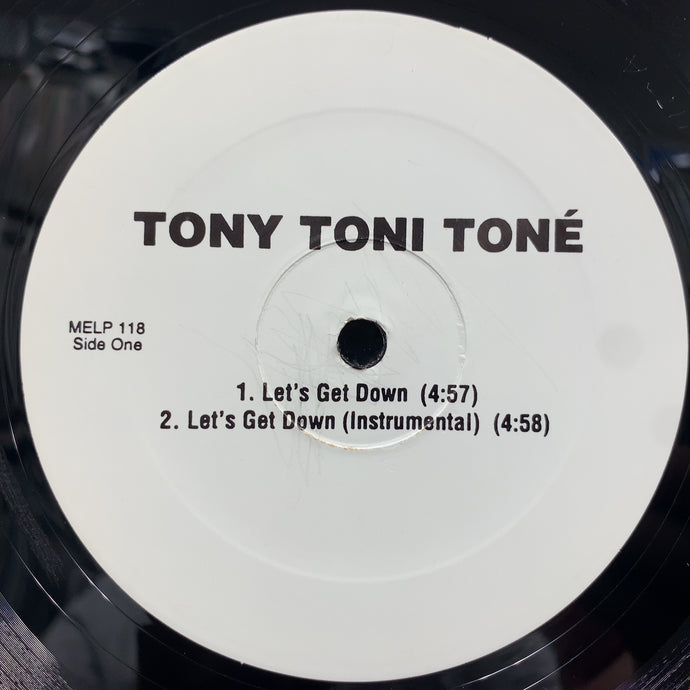 TONY TONI TONÉ
MELP 118
Side One
1. Let's Get Down (4:57)
2. Let's Get Down (Instrumental) (4:58)